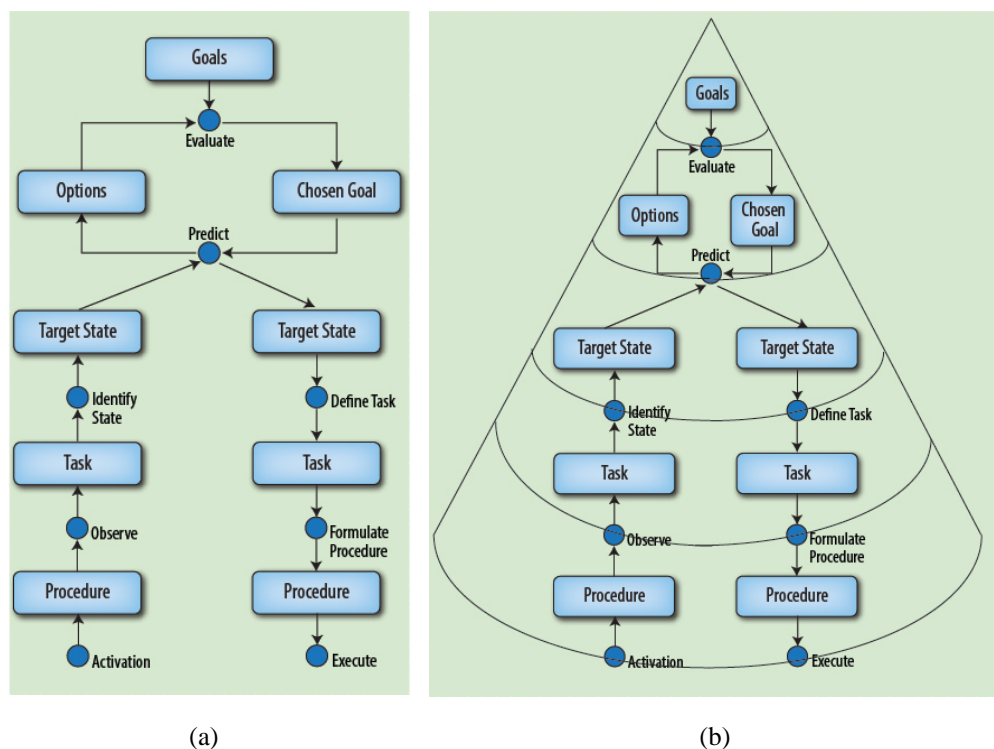 Goals
Evaluate
Options
Chosen Goal
Predict
Target State
Target State
Identify
State
Define Task
Task
Task
Observe
Formulate
Procedure
Procedure
Procedure
Activation
Execute
(a)
Goals
Evaluate
Options
Chosen
Goal
Predict
Target State
Target State
Identify
State
Define Task
Task
Task
Observe
Formulate
Procedure
Procedure
Procedure
Activation
Execute
(b)